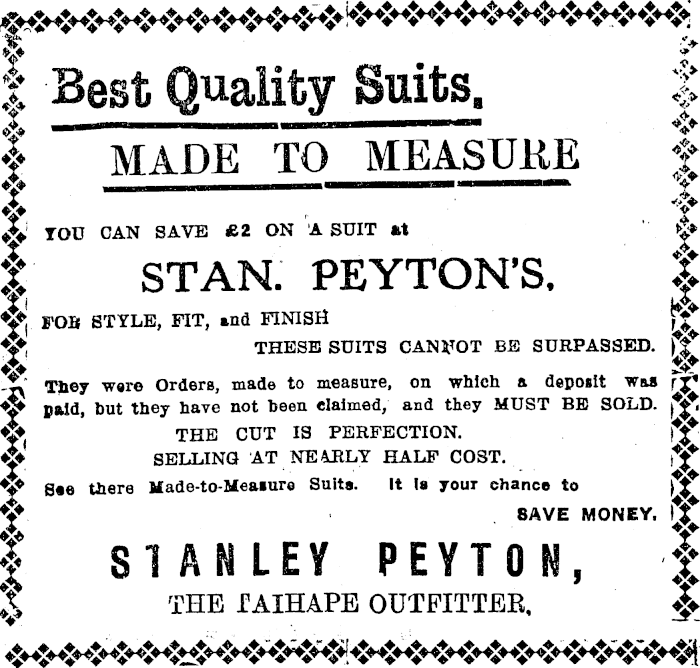 Best Quality Suits.
MADE TO MEASURE
YOU CAN SAVE £2 ON A SUIT at
STAN. PEYTON'S.
FOR STYLE, FIT, and FINISH
THESE SUITS CANNOT BE SURPASSED.
They were Orders, made to measure, on which a deposit was
paid, but they have not been claimed, and they MUST BE SOLD.
THE CUT IS PERFECTION.
SELLING AT NEARLY HALF COST.
See there Made-to-Measure Suits. It is your chance to
SAVE MONEY.
STANLEY PEYTON,
THE TAIHAPE OUTFITTER.